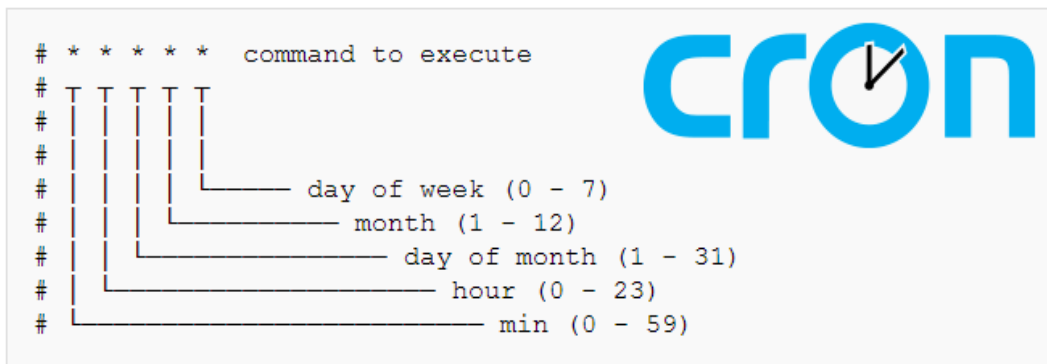 # * * * * * command to execute
cron
# ┬ ┬ ┬ ┬ ┬
# │ │ │ │ │
# │ │ │ │ │
# │ │ │ │ └───── day of week (0 - 7)
# │ │ │ └────────── month (1 - 12)
# │ │ └─────────────── day of month (1 - 31)
# │ └──────────────────── hour (0 - 23)
# └───────────────────────── min (0 - 59)